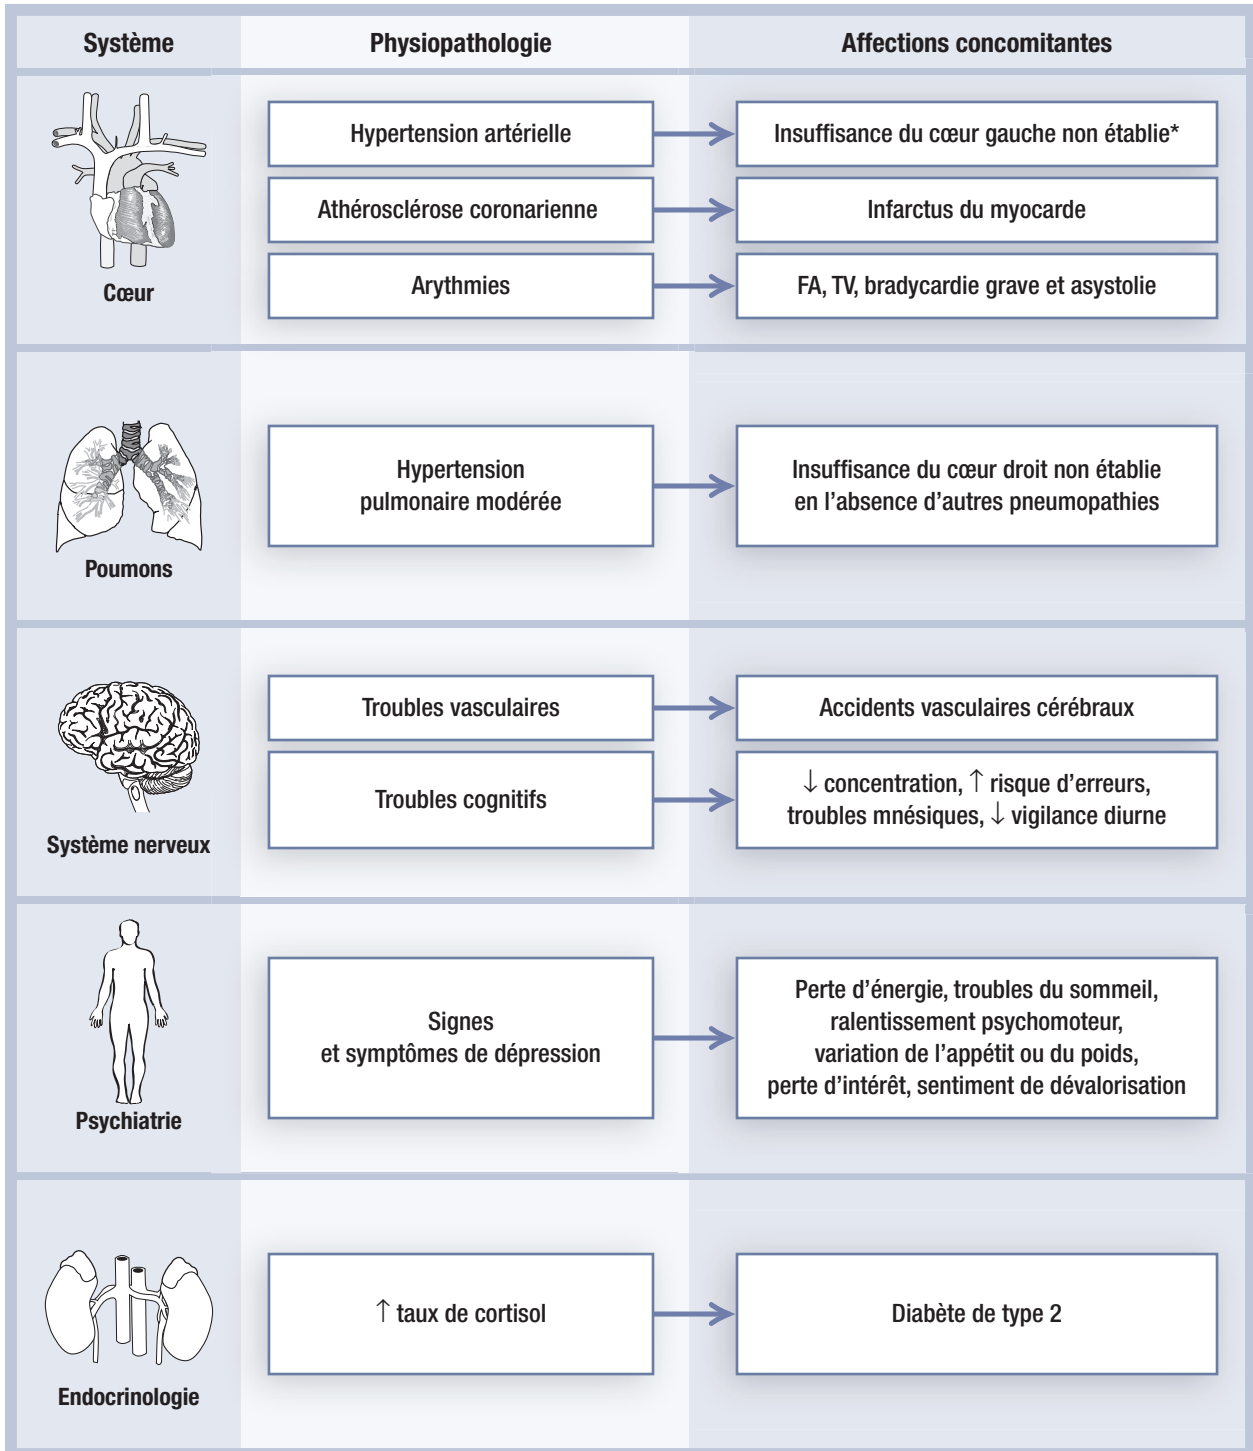 Système
Physiopathologie
Affections concomitantes
Cœur
Hypertension artérielle
Insuffisance du cœur gauche non établie*
Athérosclérose coronarienne
Infarctus du myocarde
Arythmies
FA, TV, bradycardie grave et asystolie
Poumons
Hypertension
pulmonaire modérée
Insuffisance du cœur droit non établie
en l’absence d’autres pneumopathies
Système nerveux
Troubles vasculaires
Accidents vasculaires cérébraux
Troubles cognitifs
↓ concentration, ↑ risque d’erreurs,
troubles mnésiques, ↓ vigilance diurne
Psychiatrie
Signes
et symptômes de dépression
Perte d’énergie, troubles du sommeil,
ralentissement psychomoteur,
variation de l’appétit ou du poids,
perte d’intérêt, sentiment de dévalorisation
Endocrinologie
↑ taux de cortisol
Diabète de type 2